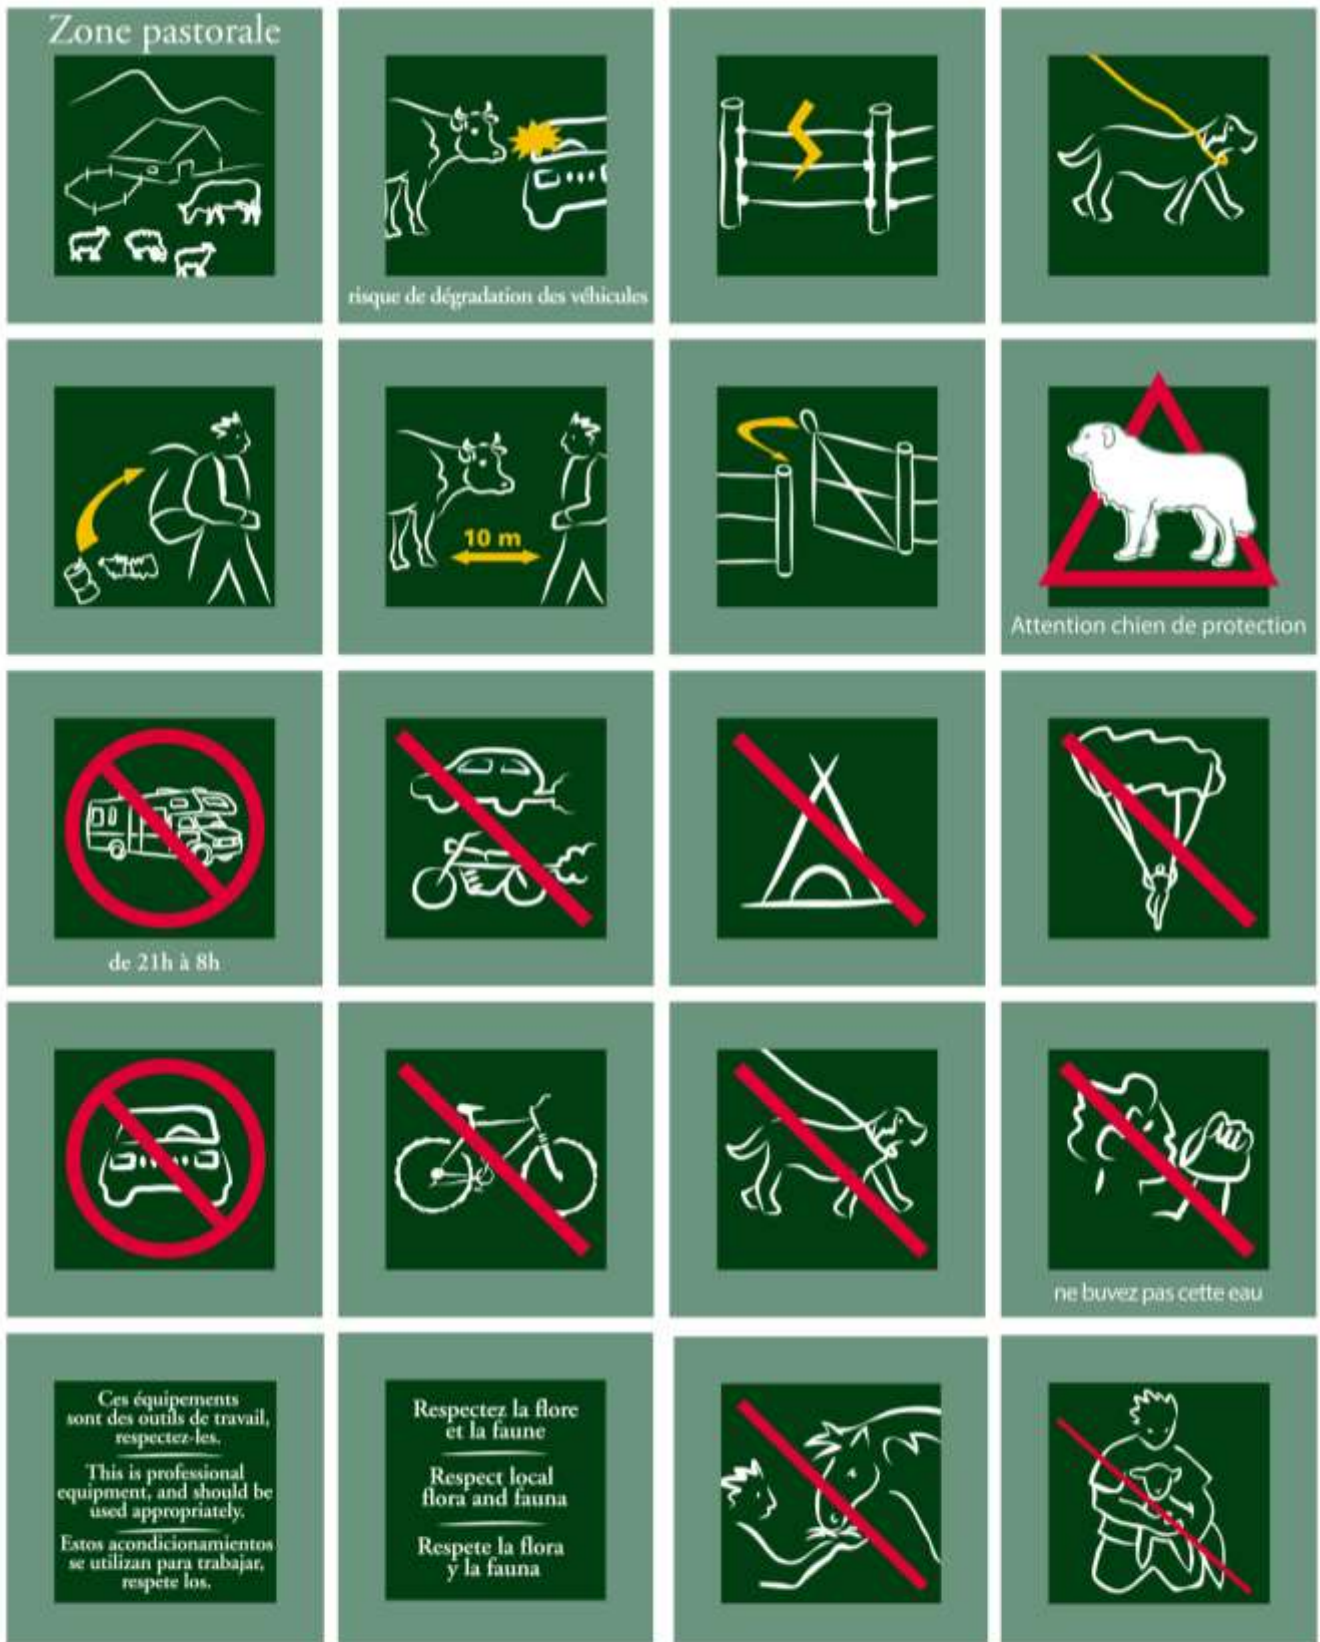 Zone pastorale
risque de dégradation des véhicules
10 m
Attention chien de protection
de 21h à 8h
ne buvez pas cette eau
Ces équipements
sont des outils de travail,
respectez-les.
This is professional
equipment, and should be
used appropriately.
Estos acondicionamientos
se utilizan para trabajar,
respete los.
Respectez la flore
et la faune
Respect local
flora and fauna
Respete la flora
y la fauna